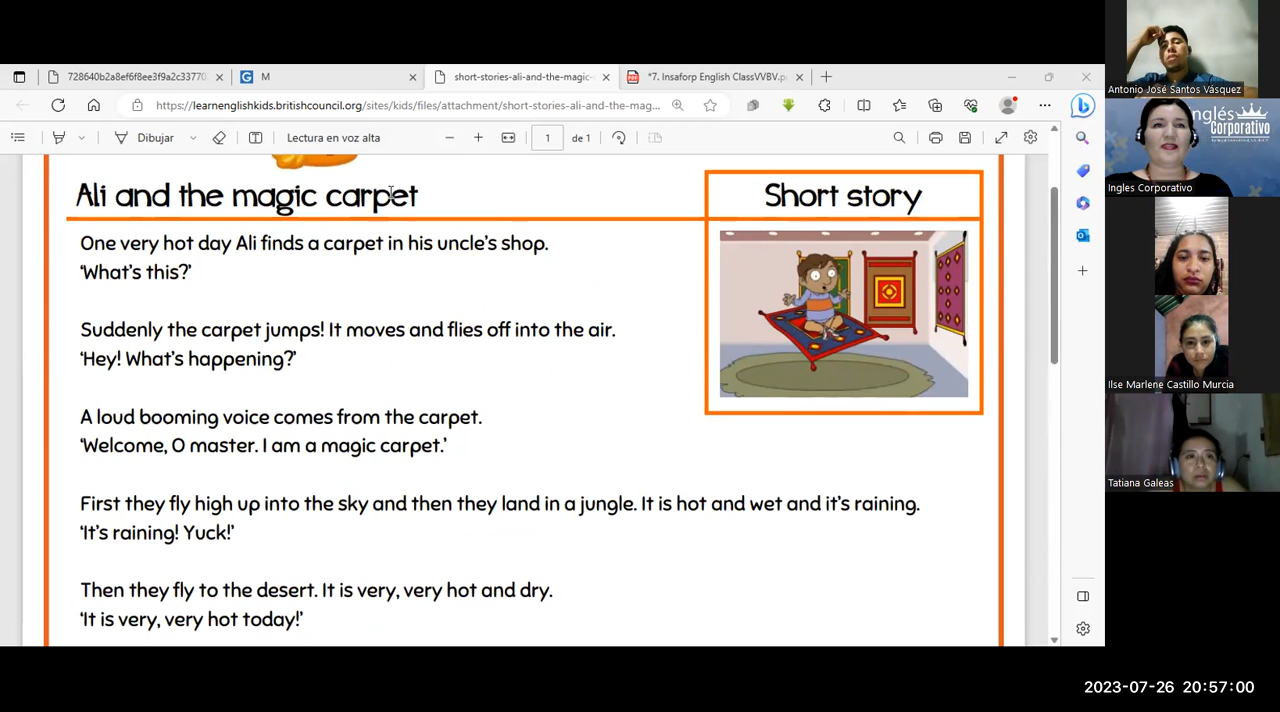 728640b2a8ef6f8ee3f9a2c33770
M
short-stories-ali-and-the-magic-
*7. Insaforp English ClassVVBV.p
https://learnenglishkids.britishcouncil.org/sites/kids/files/attachment/short-stories-ali-and-the-mag...
Dibujar
Lectura en voz alta
1
de 1
Ali and the magic carpet
Short story
One very hot day Ali finds a carpet in his uncle's shop.
'What's this?'
Suddenly the carpet jumps! It moves and flies off into the air.
'Hey! What's happening?'
A loud booming voice comes from the carpet.
'Welcome, O master. I am a magic carpet.'
First they fly high up into the sky and then they land in a jungle. It is hot and wet and it's raining.
'It's raining! Yuck!'
Then they fly to the desert. It is very, very hot and dry.
'It is very, very hot today!'
Antonio José Santos Vásquez
Inglés
Corporativo
Ingles Corporativo
Ilse Marlene Castillo Murcia
Tatiana Galeas
2023-07-26 20:57:00